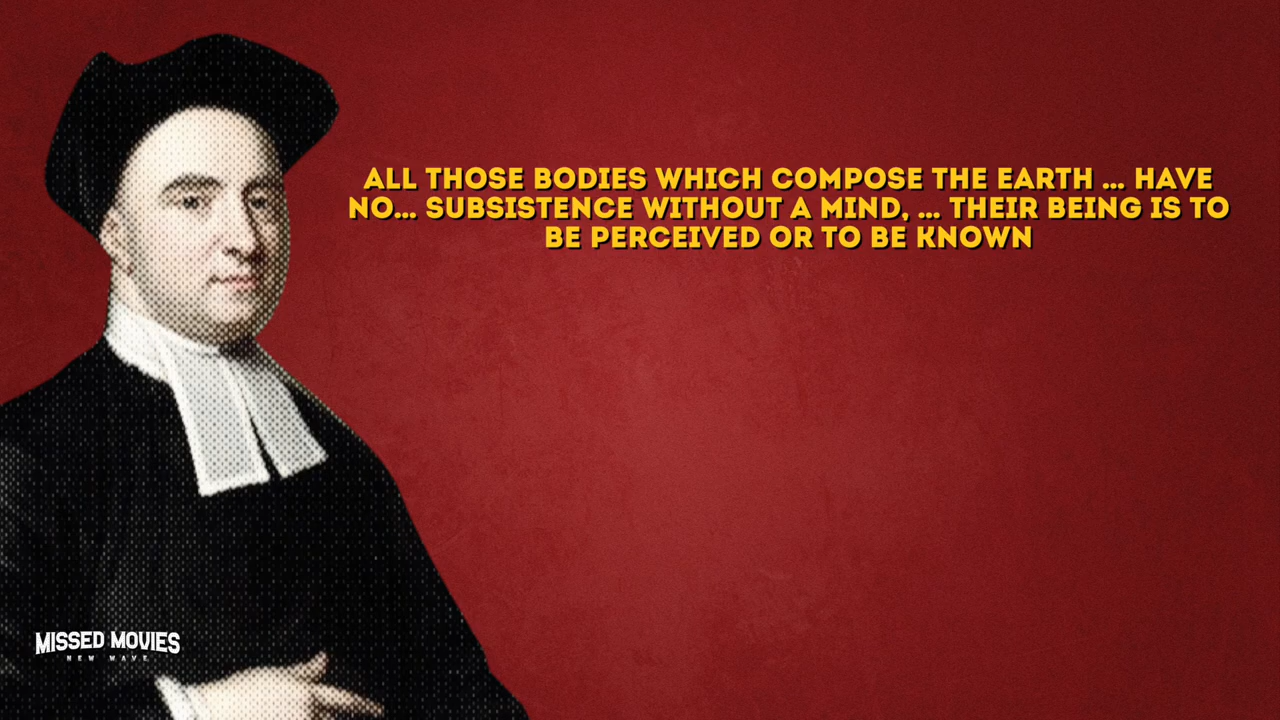 ALL THOSE BODIES WHICH COMPOSE THE EARTH ... HAVE
NO... SUBSISTENCE WITHOUT A MIND, ... THEIR BEING IS TO
BE PERCEIVED OR TO BE KNOWN
MISSED MOVIES
NEW WAVE